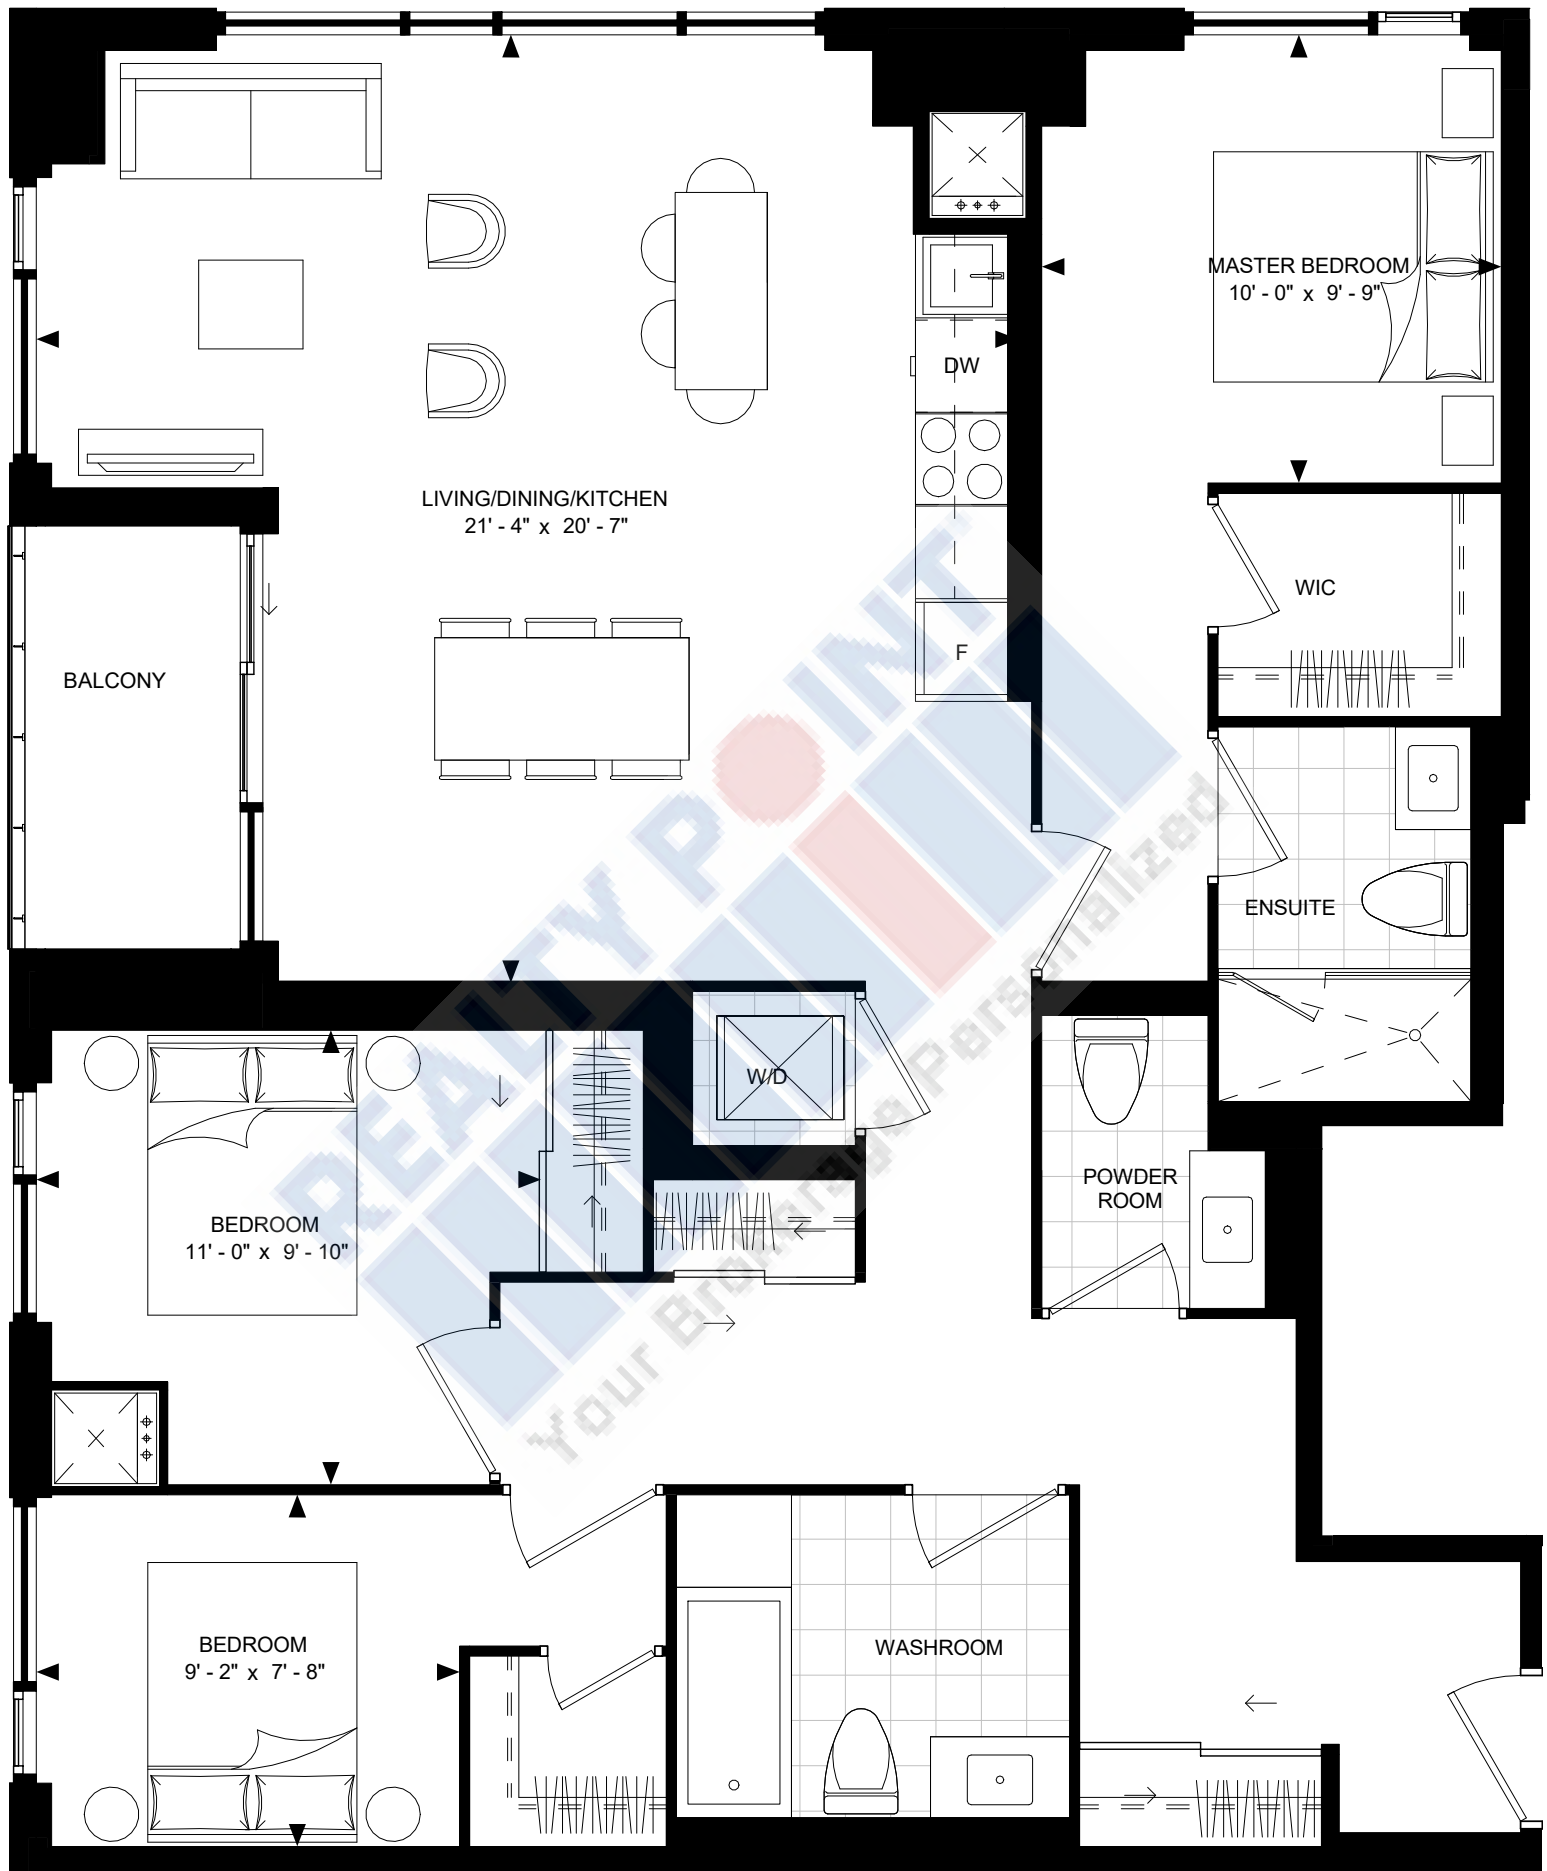 MASTER BEDROOM
10' - 0" x 9' - 9"
DW
LIVING/DINING/KITCHEN
21' - 4" x 20' - 7"
WIC
F
BALCONY
ENSUITE
W/D
POWDER
ROOM
BEDROOM
11' - 0" x 9' - 10"
BEDROOM
9' - 2" x 7' - 8"
WASHROOM
REALTY POINT
Your Brokerage Personalized